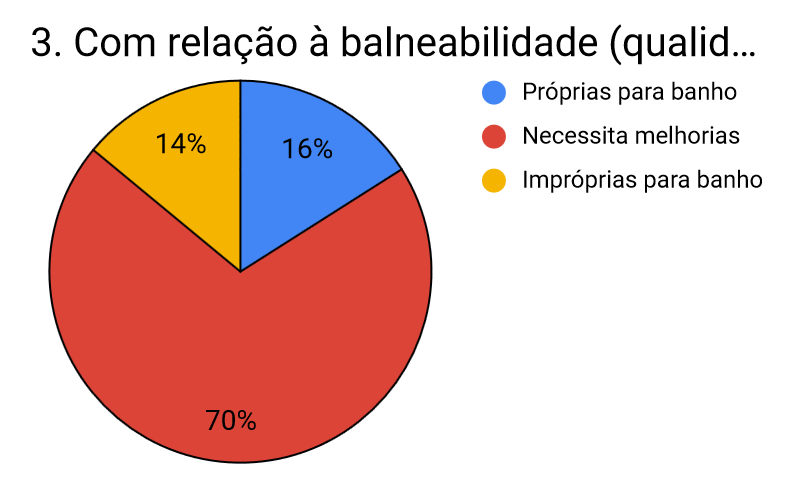 3. Com relação à balneabilidade (qualid...
Próprias para banho
Necessita melhorias
Impróprias para banho
14%
16%
70%